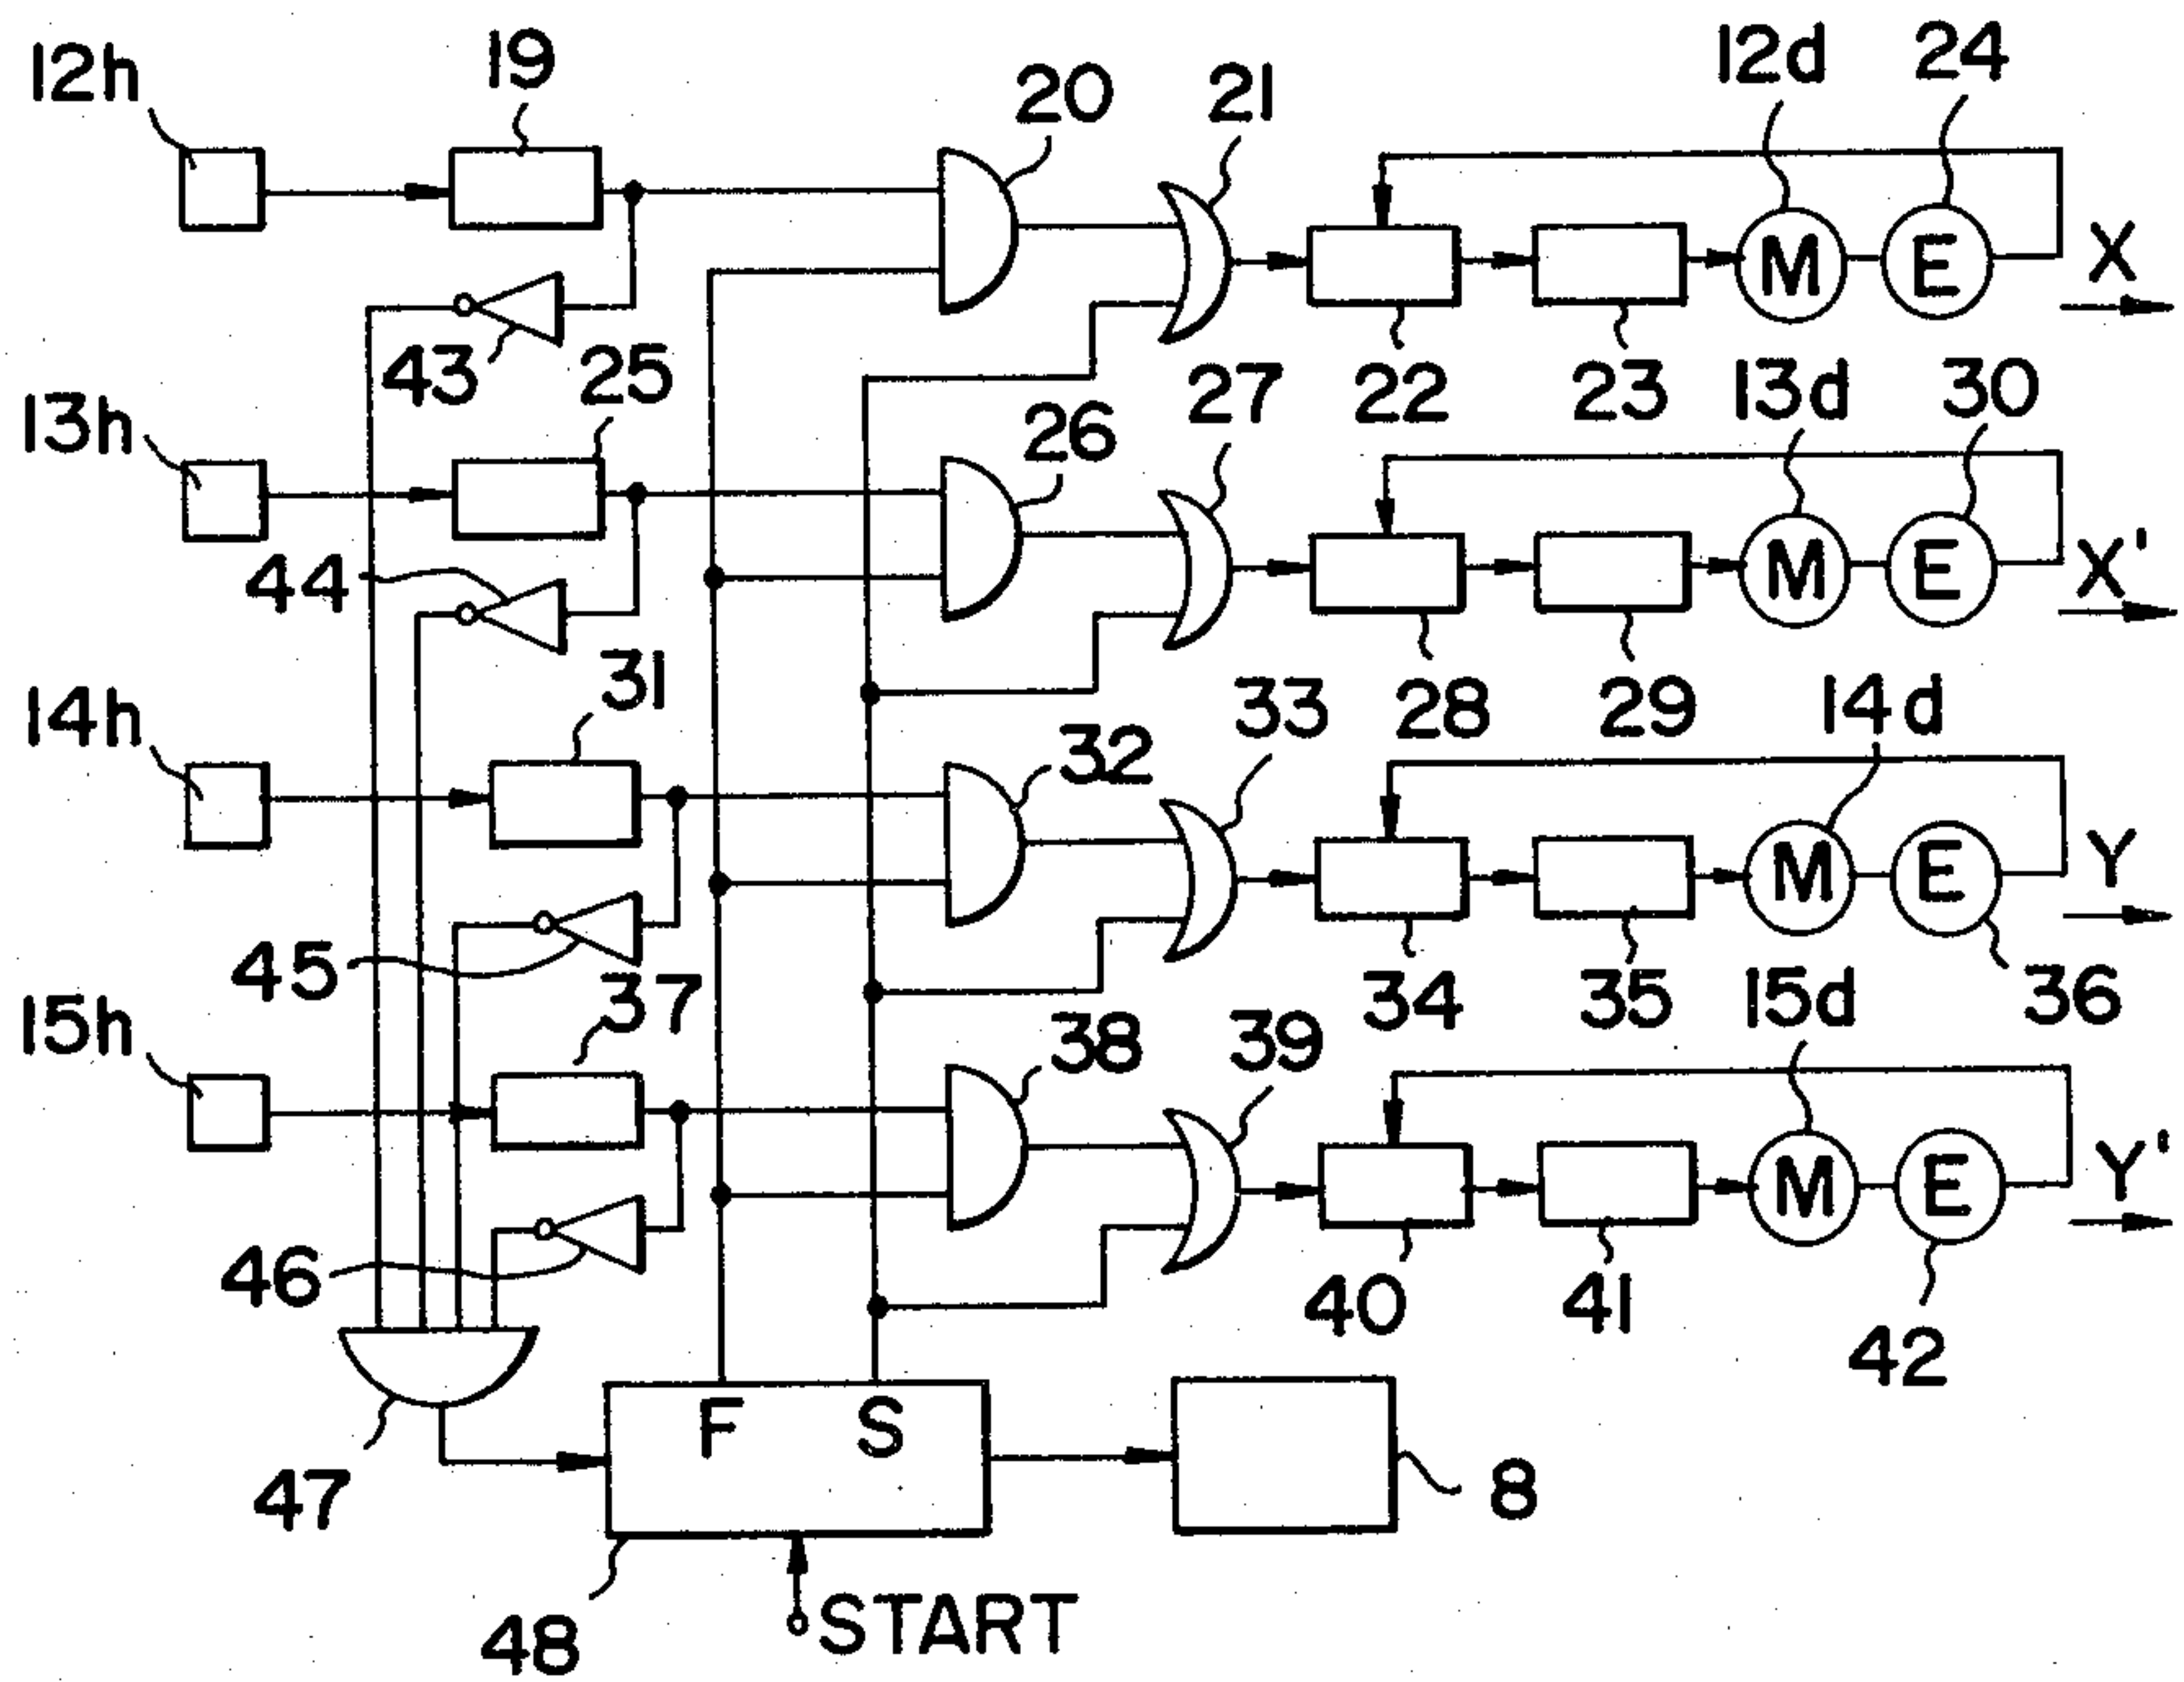 12h 19 20 21 12d 24
M E X
43 25 27 22 23 13d 30
13h 26
M E X'
44
31 33 28 29 14d
14h 32
M E Y
45 37 34 35 15d 36
15h 38 39
M E Y'
46 40 41 42
F S
47 8
48 START